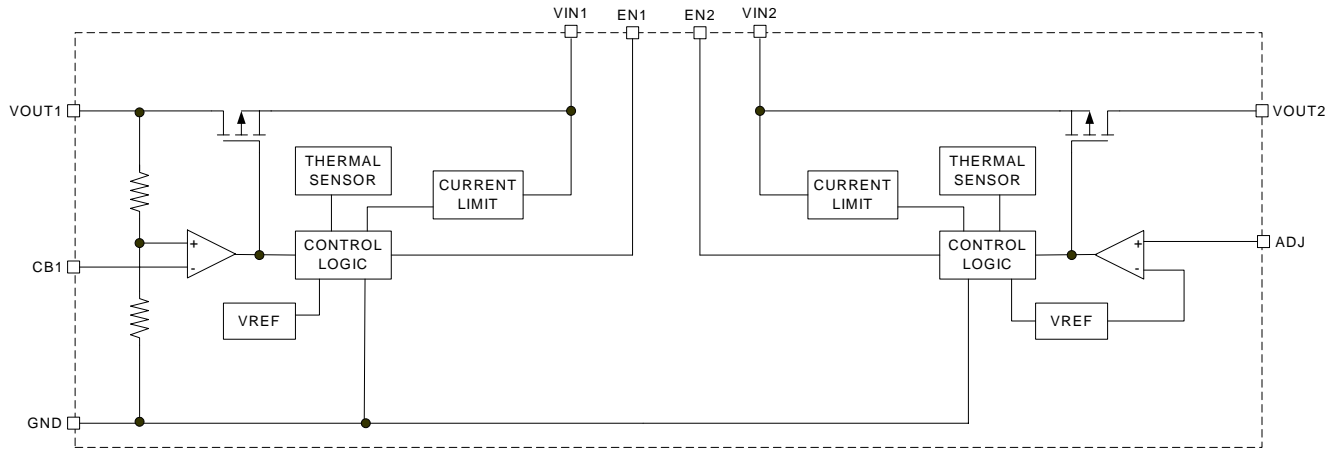 VIN1
EN1
EN2
VIN2
VOUT1
VOUT2
THERMAL
SENSOR
CURRENT
LIMIT
CURRENT
LIMIT
THERMAL
SENSOR
CB1
+
-
CONTROL
LOGIC
CONTROL
LOGIC
+
-
ADJ
VREF
VREF
GND